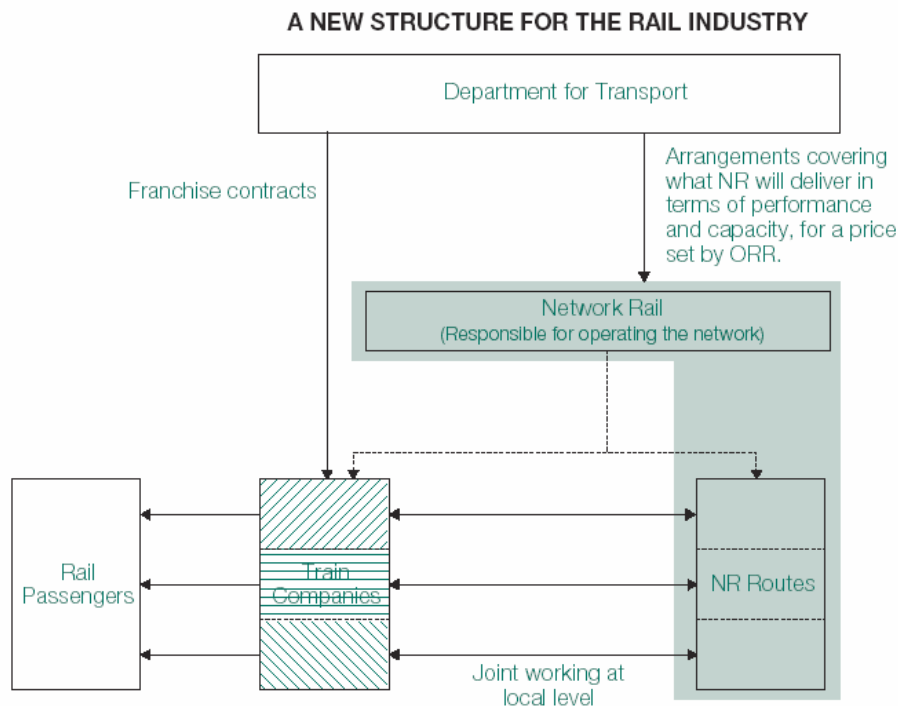 A NEW STRUCTURE FOR THE RAIL INDUSTRY
Department for Transport
Franchise contracts
Arrangements covering
what NR will deliver in
terms of performance
and capacity, for a price
set by ORR.
Network Rail
(Responsible for operating the network)
Rail
Passengers
Train
Companies
NR Routes
Joint working at
local level